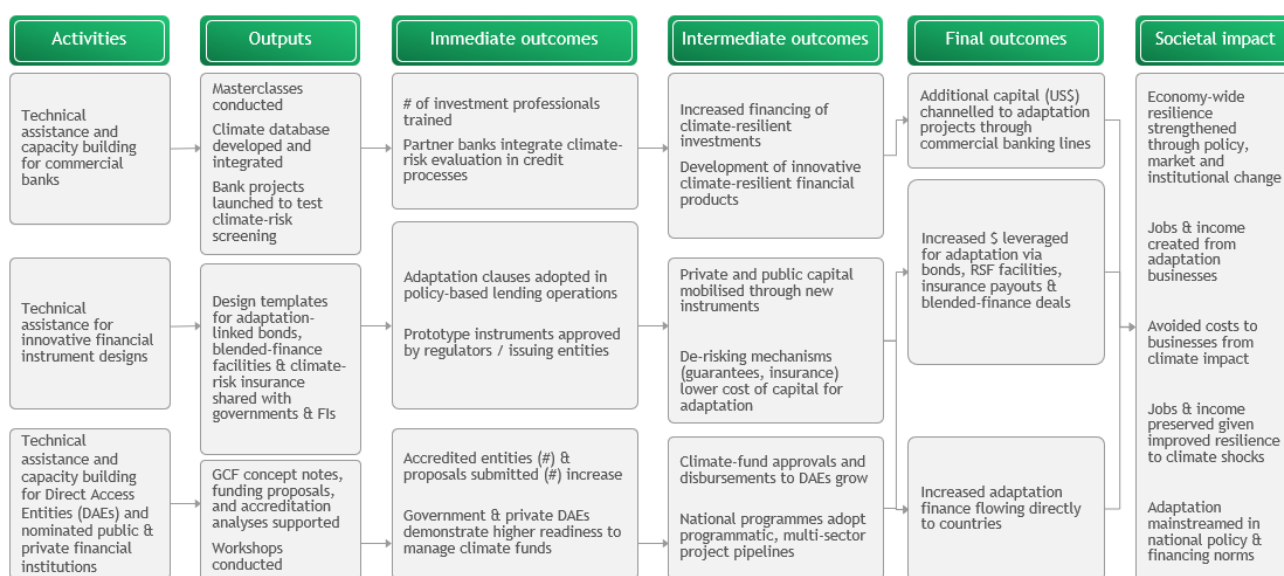 Activities
Outputs
Immediate outcomes
Intermediate outcomes
Final outcomes
Societal impact
Technical
assistance and
capacity building
for commercial
banks
Masterclasses
conducted
Climate database
developed and
integrated
Bank projects
launched to test
climate-risk
screening
# of investment professionals
trained
Partner banks integrate climate-
risk evaluation in credit
processes
Increased financing of
climate-resilient
investments
Development of innovative
climate-resilient financial
products
Additional capital (US$)
channelled to adaptation
projects through
commercial banking lines
Technical
assistance for
innovative financial
instrument designs
Design templates
for adaptation-
linked bonds,
blended-finance
facilities & climate-
risk insurance
shared with
governments & FIs
Adaptation clauses adopted in
policy-based lending operations
Prototype instruments approved
by regulators / issuing entities
Private and public capital
mobilised through new
instruments
De-risking mechanisms
(guarantees, insurance)
lower cost of capital for
adaptation
Increased $ leveraged
for adaptation via
bonds, RSF facilities,
insurance payouts &
blended-finance deals
Technical
assistance and
capacity building
for Direct Access
Entities (DAEs) and
nominated public &
private financial
institutions
GCF concept notes,
funding proposals,
and accreditation
analyses supported
Workshops
conducted
Accredited entities (#) &
proposals submitted (#) increase
Government & private DAEs
demonstrate higher readiness to
manage climate funds
Climate-fund approvals and
disbursements to DAEs grow
National programmes adopt
programmatic, multi-sector
project pipelines
Increased adaptation
finance flowing directly
to countries
Economy-wide
resilience
strengthened
through policy,
market and
institutional change
Jobs & income
created from
adaptation
businesses
Avoided costs to
businesses from
climate impact
Jobs & income
preserved given
improved resilience
to climate shocks
Adaptation
mainstreamed in
national policy &
financing norms